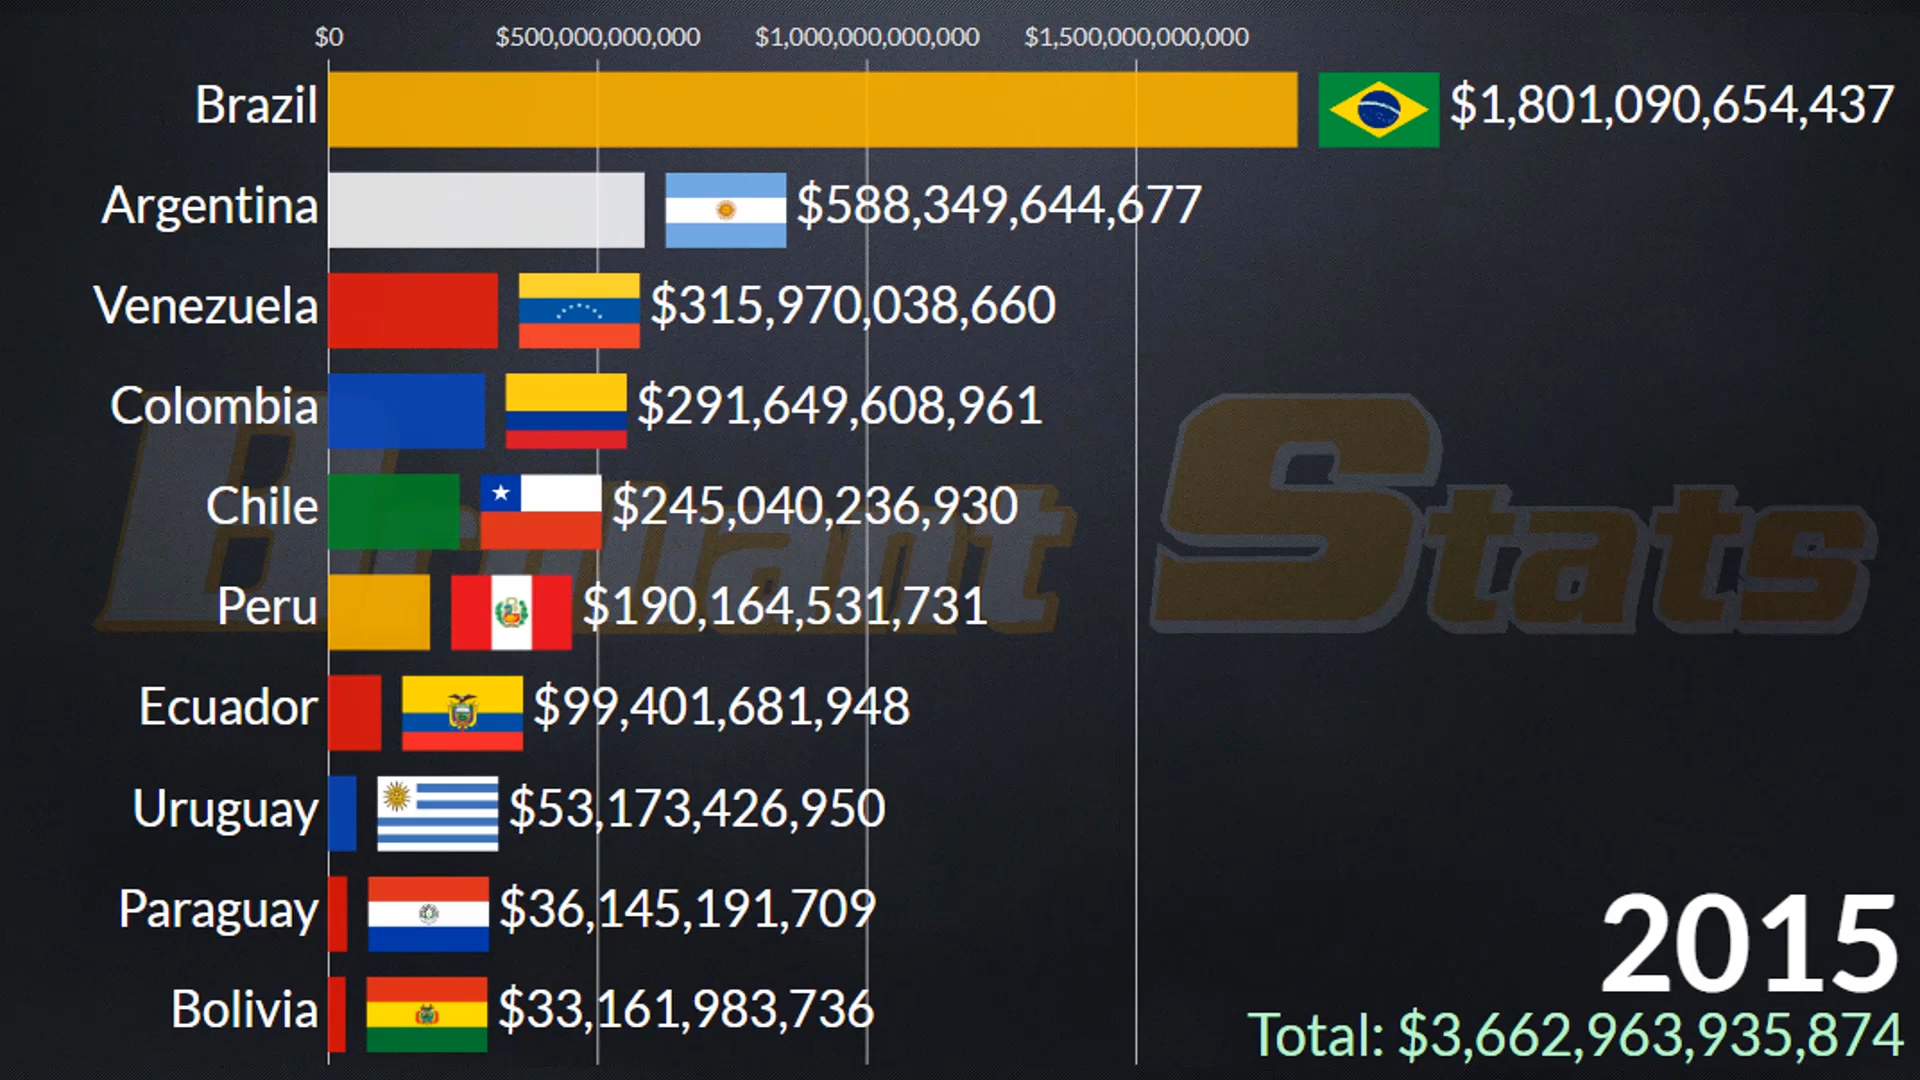 $0 $500,000,000,000 $1,000,000,000,000 $1,500,000,000,000
Brazil $1,801,090,654,437
Argentina $588,349,644,677
Venezuela $315,970,038,660
Colombia $291,649,608,961
Chile $245,040,236,930
Brilliant Stats
Peru $190,164,531,731
Ecuador $99,401,681,948
Uruguay $53,173,426,950
Paraguay $36,145,191,709
Bolivia $33,161,983,736
2015
Total: $3,662,963,935,874